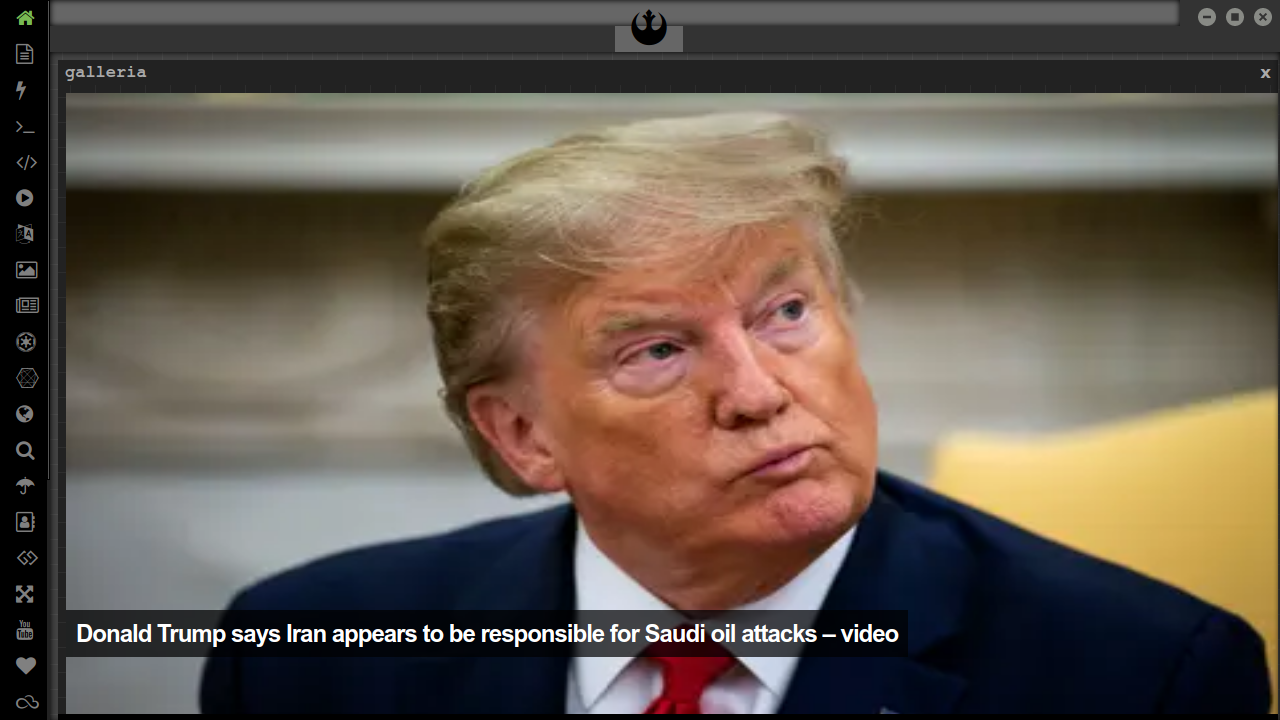 galleria
x
Donald Trump says Iran appears to be responsible for Saudi oil attacks – video
You
Tube